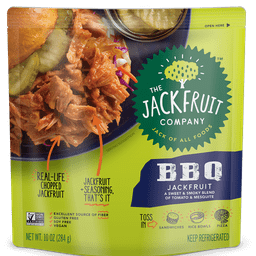 OPEN HERE
THE
JACKFRUIT
COMPANY
JACK OF ALL FOODS
BBQ
JACKFRUIT
A SWEET & SMOKY BLEND
OF TOMATO & MESQUITE
REAL-LIFE
CHOPPED
JACKFRUIT
JACKFRUIT
+ SEASONING,
THAT'S IT
EXCELLENT SOURCE OF FIBER
GLUTEN FREE
SOY FREE
VEGAN
TOSS
IN
SANDWICHES
RICE BOWLS
PIZZA
NET WT. 10 OZ (284 g)
KEEP REFRIGERATED